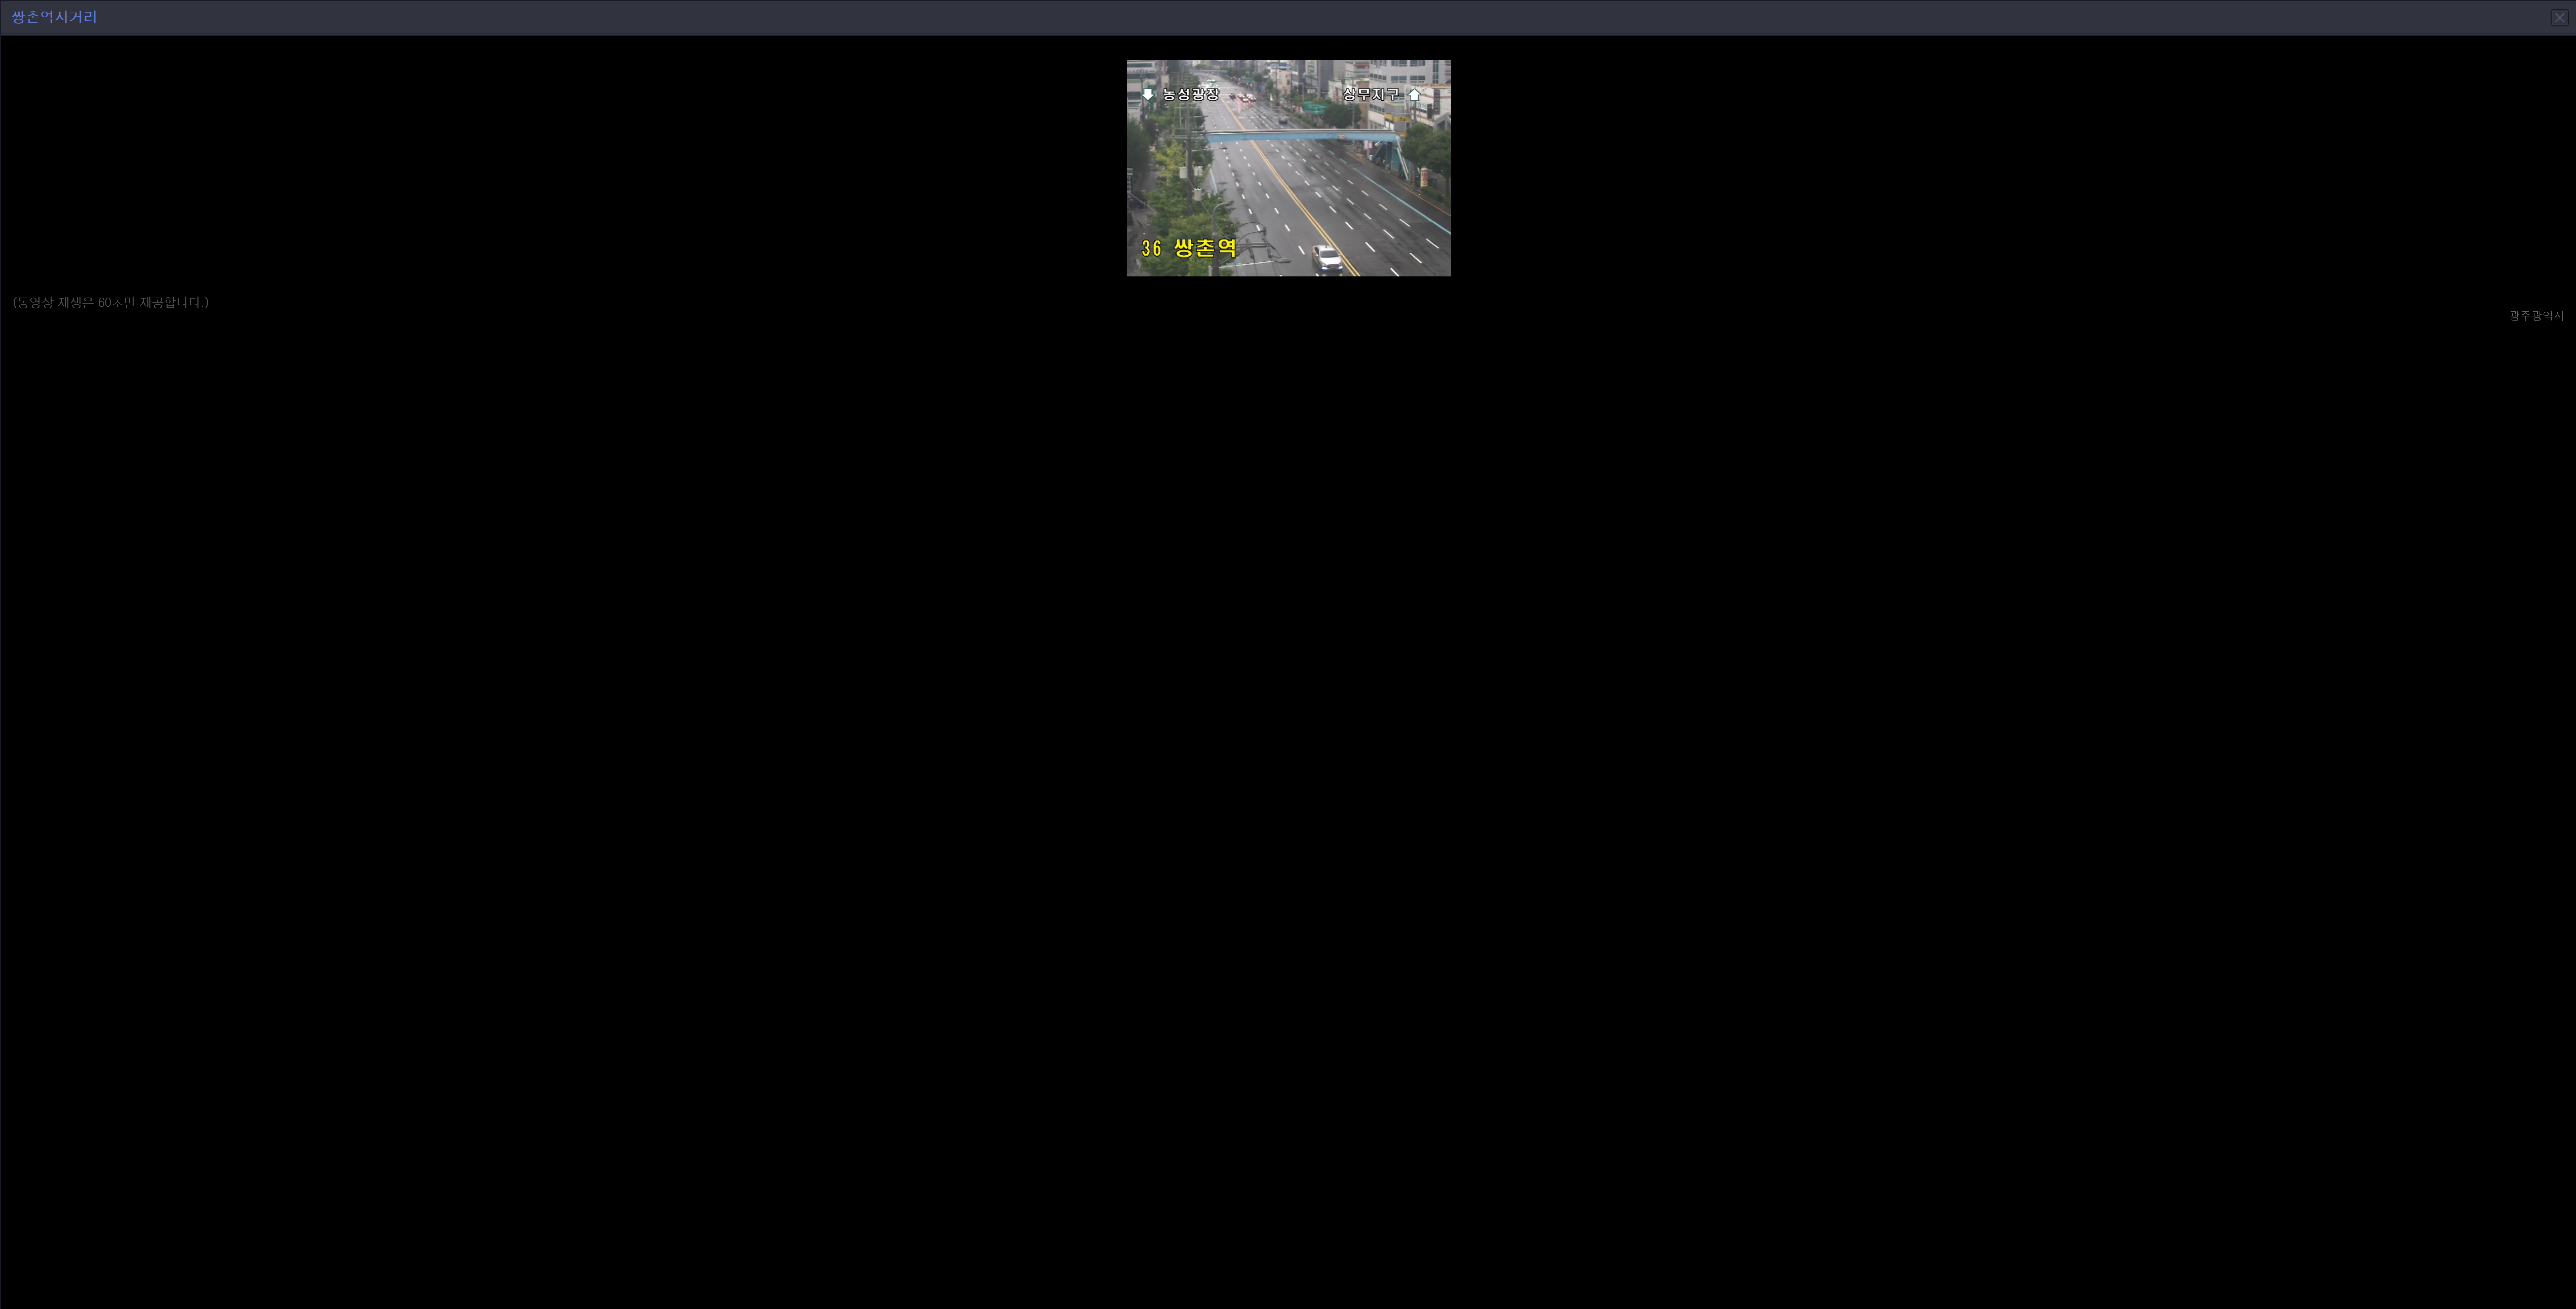 쌍촌역사거리
농성광장 상무지구
36 쌍촌역
(동영상 재생은 60초만 제공합니다.)
광주광역시